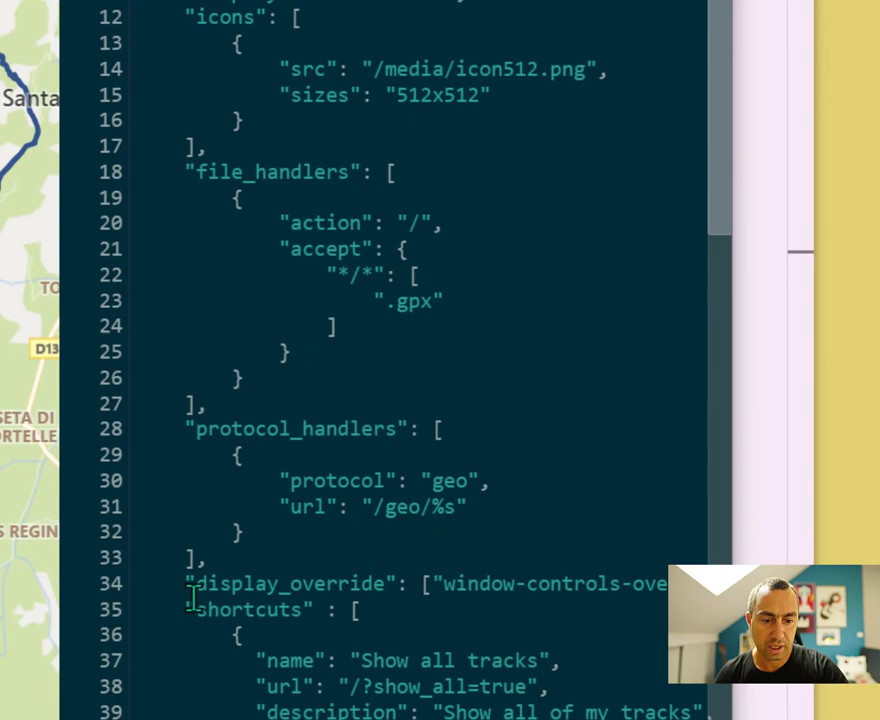 12 "icons": [
13 {
14 "src": "/media/icon512.png",
15 "sizes": "512x512"
16 }
17 ],
18 "file_handlers": [
19 {
20 "action": "/",
21 "accept": {
22 "*/*": [
23 ".gpx"
24 ]
25 }
26 }
27 ],
28 "protocol_handlers": [
29 {
30 "protocol": "geo",
31 "url": "/geo/%s"
32 }
33 ],
34 "display_override": ["window-controls-ove
35 "shortcuts" : [
36 {
37 "name": "Show all tracks",
38 "url": "/?show_all=true",
39 "description": "Show all of my tracks"
Santa
TO
D13
SETA DI
ORTELLE
S REGIN